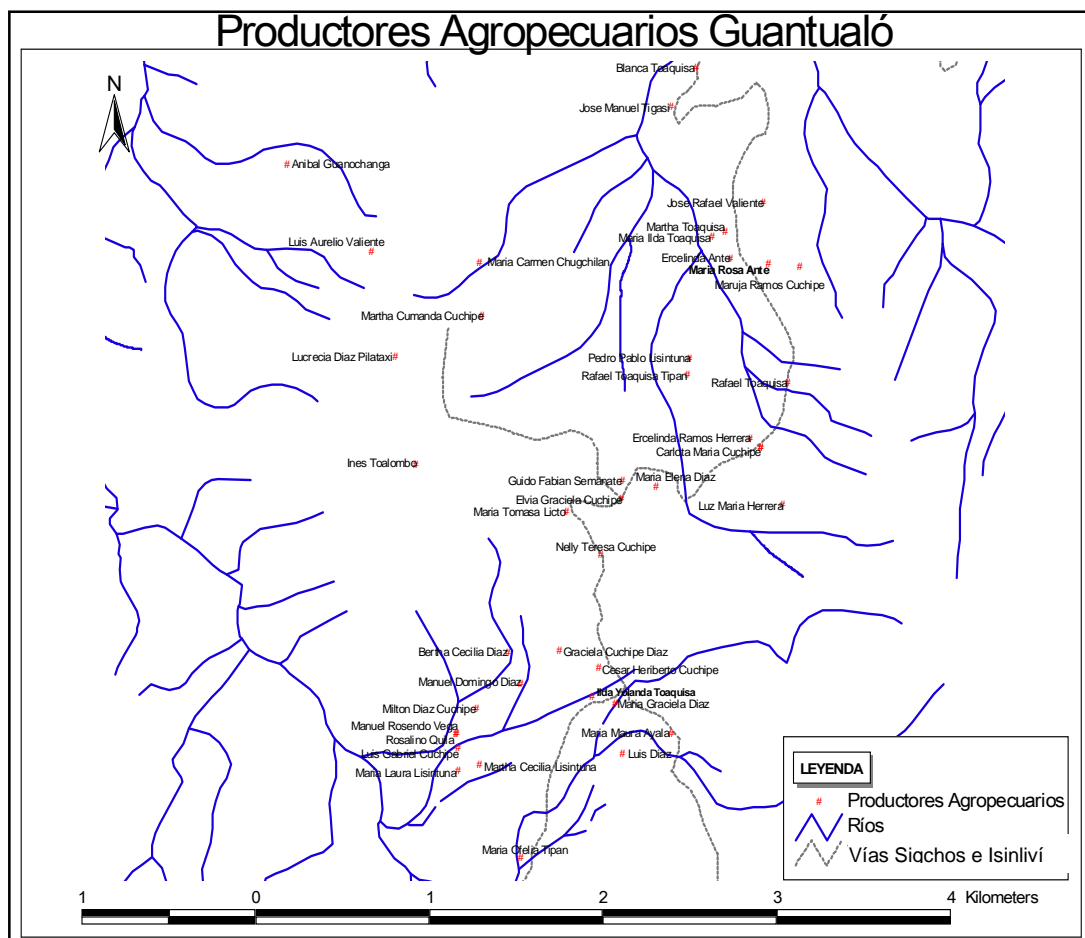 Productores Agropecuarios Guantualó
N
Blanca Toaquisa
Jose Manuel Tigasi
Anibal Guanochanga
Jose Rafael Valiente
Martha Toaquisa
Maria Ilda Toaquisa
Luis Aurelio Valiente
Maria Carmen Chugchilan
Ercelinda Ante
Maria Rosa Ante
Maruja Ramos Cuchipe
Martha Cumanda Cuchipe
Lucrecia Diaz Pilataxi
Pedro Pablo Lisintuna
Rafael Toaquisa Tipan
Rafael Toaquisa
Ercelinda Ramos Herrera
Carlota Maria Cuchipe
Ines Toalombo
Guido Fabian Semanate
Maria Elena Diaz
Elvia Graciela Cuchipe
Maria Tomasa Licto
Luz Maria Herrera
Nelly Teresa Cuchipe
Bertha Cecilia Diaz
Graciela Cuchipe Diaz
Cesar Heriberto Cuchipe
Manuel Domingo Diaz
Ilda Yolanda Toaquisa
Maria Graciela Diaz
Milton Diaz Cuchipe
Manuel Rosendo Vega
Rosalino Quila
Maria Maura Ayala
Luis Gabriel Cuchipe
Luis Diaz
Maria Laura Lisintuna
Martha Cecilia Lisintuna
Maria Ofelia Tipan
LEYENDA
# Productores Agropecuarios
Ríos
Vías Sigchos e Isinliví
1 0 1 2 3 4 Kilometers